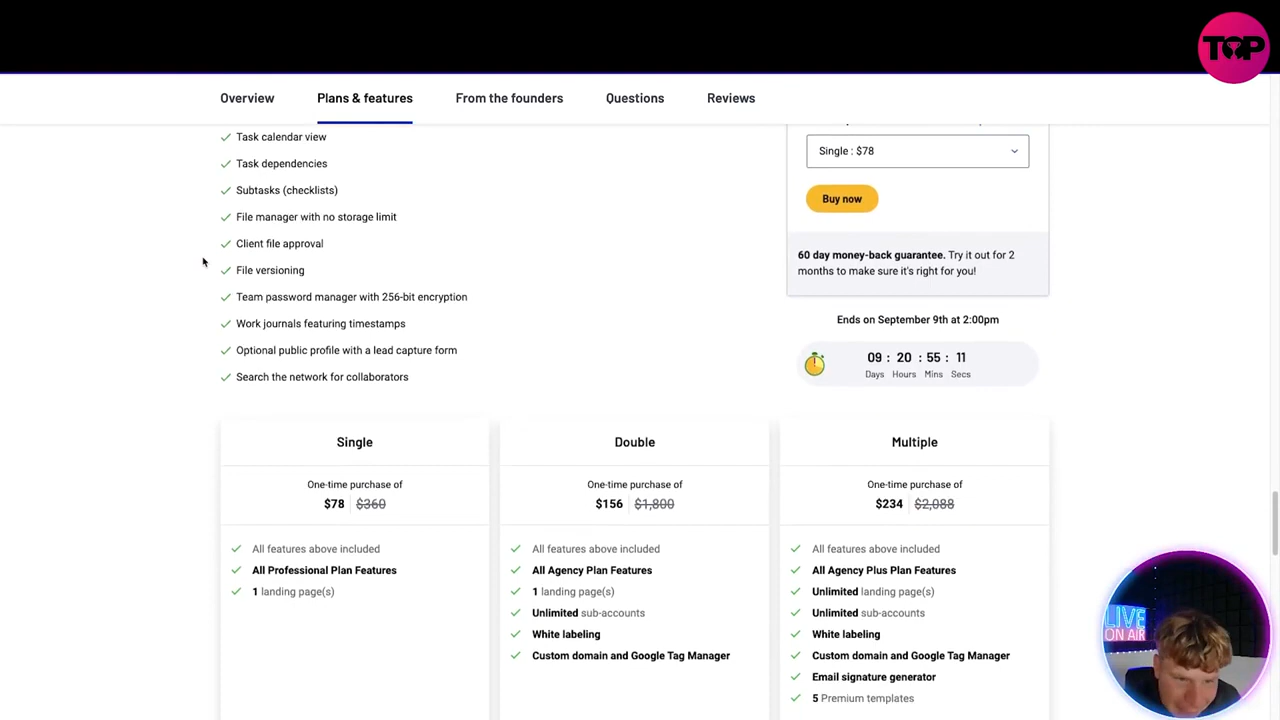 TOP
Overview
Plans & features
From the founders
Questions
Reviews
Task calendar view
Task dependencies
Subtasks (checklists)
File manager with no storage limit
Client file approval
File versioning
Team password manager with 256-bit encryption
Work journals featuring timestamps
Optional public profile with a lead capture form
Search the network for collaborators
Single : $78
Buy now
60 day money-back guarantee. Try it out for 2
months to make sure it's right for you!
Ends on September 9th at 2:00pm
09 : 20 : 55 : 11
Days Hours Mins Secs
Single
One-time purchase of
$78 $360
All features above included
All Professional Plan Features
1 landing page(s)
Double
One-time purchase of
$156 $1,800
All features above included
All Agency Plan Features
1 landing page(s)
Unlimited sub-accounts
White labeling
Custom domain and Google Tag Manager
Multiple
One-time purchase of
$234 $2,088
All features above included
All Agency Plus Plan Features
Unlimited landing page(s)
Unlimited sub-accounts
White labeling
Custom domain and Google Tag Manager
Email signature generator
5 Premium templates
LIVE
ON AIR